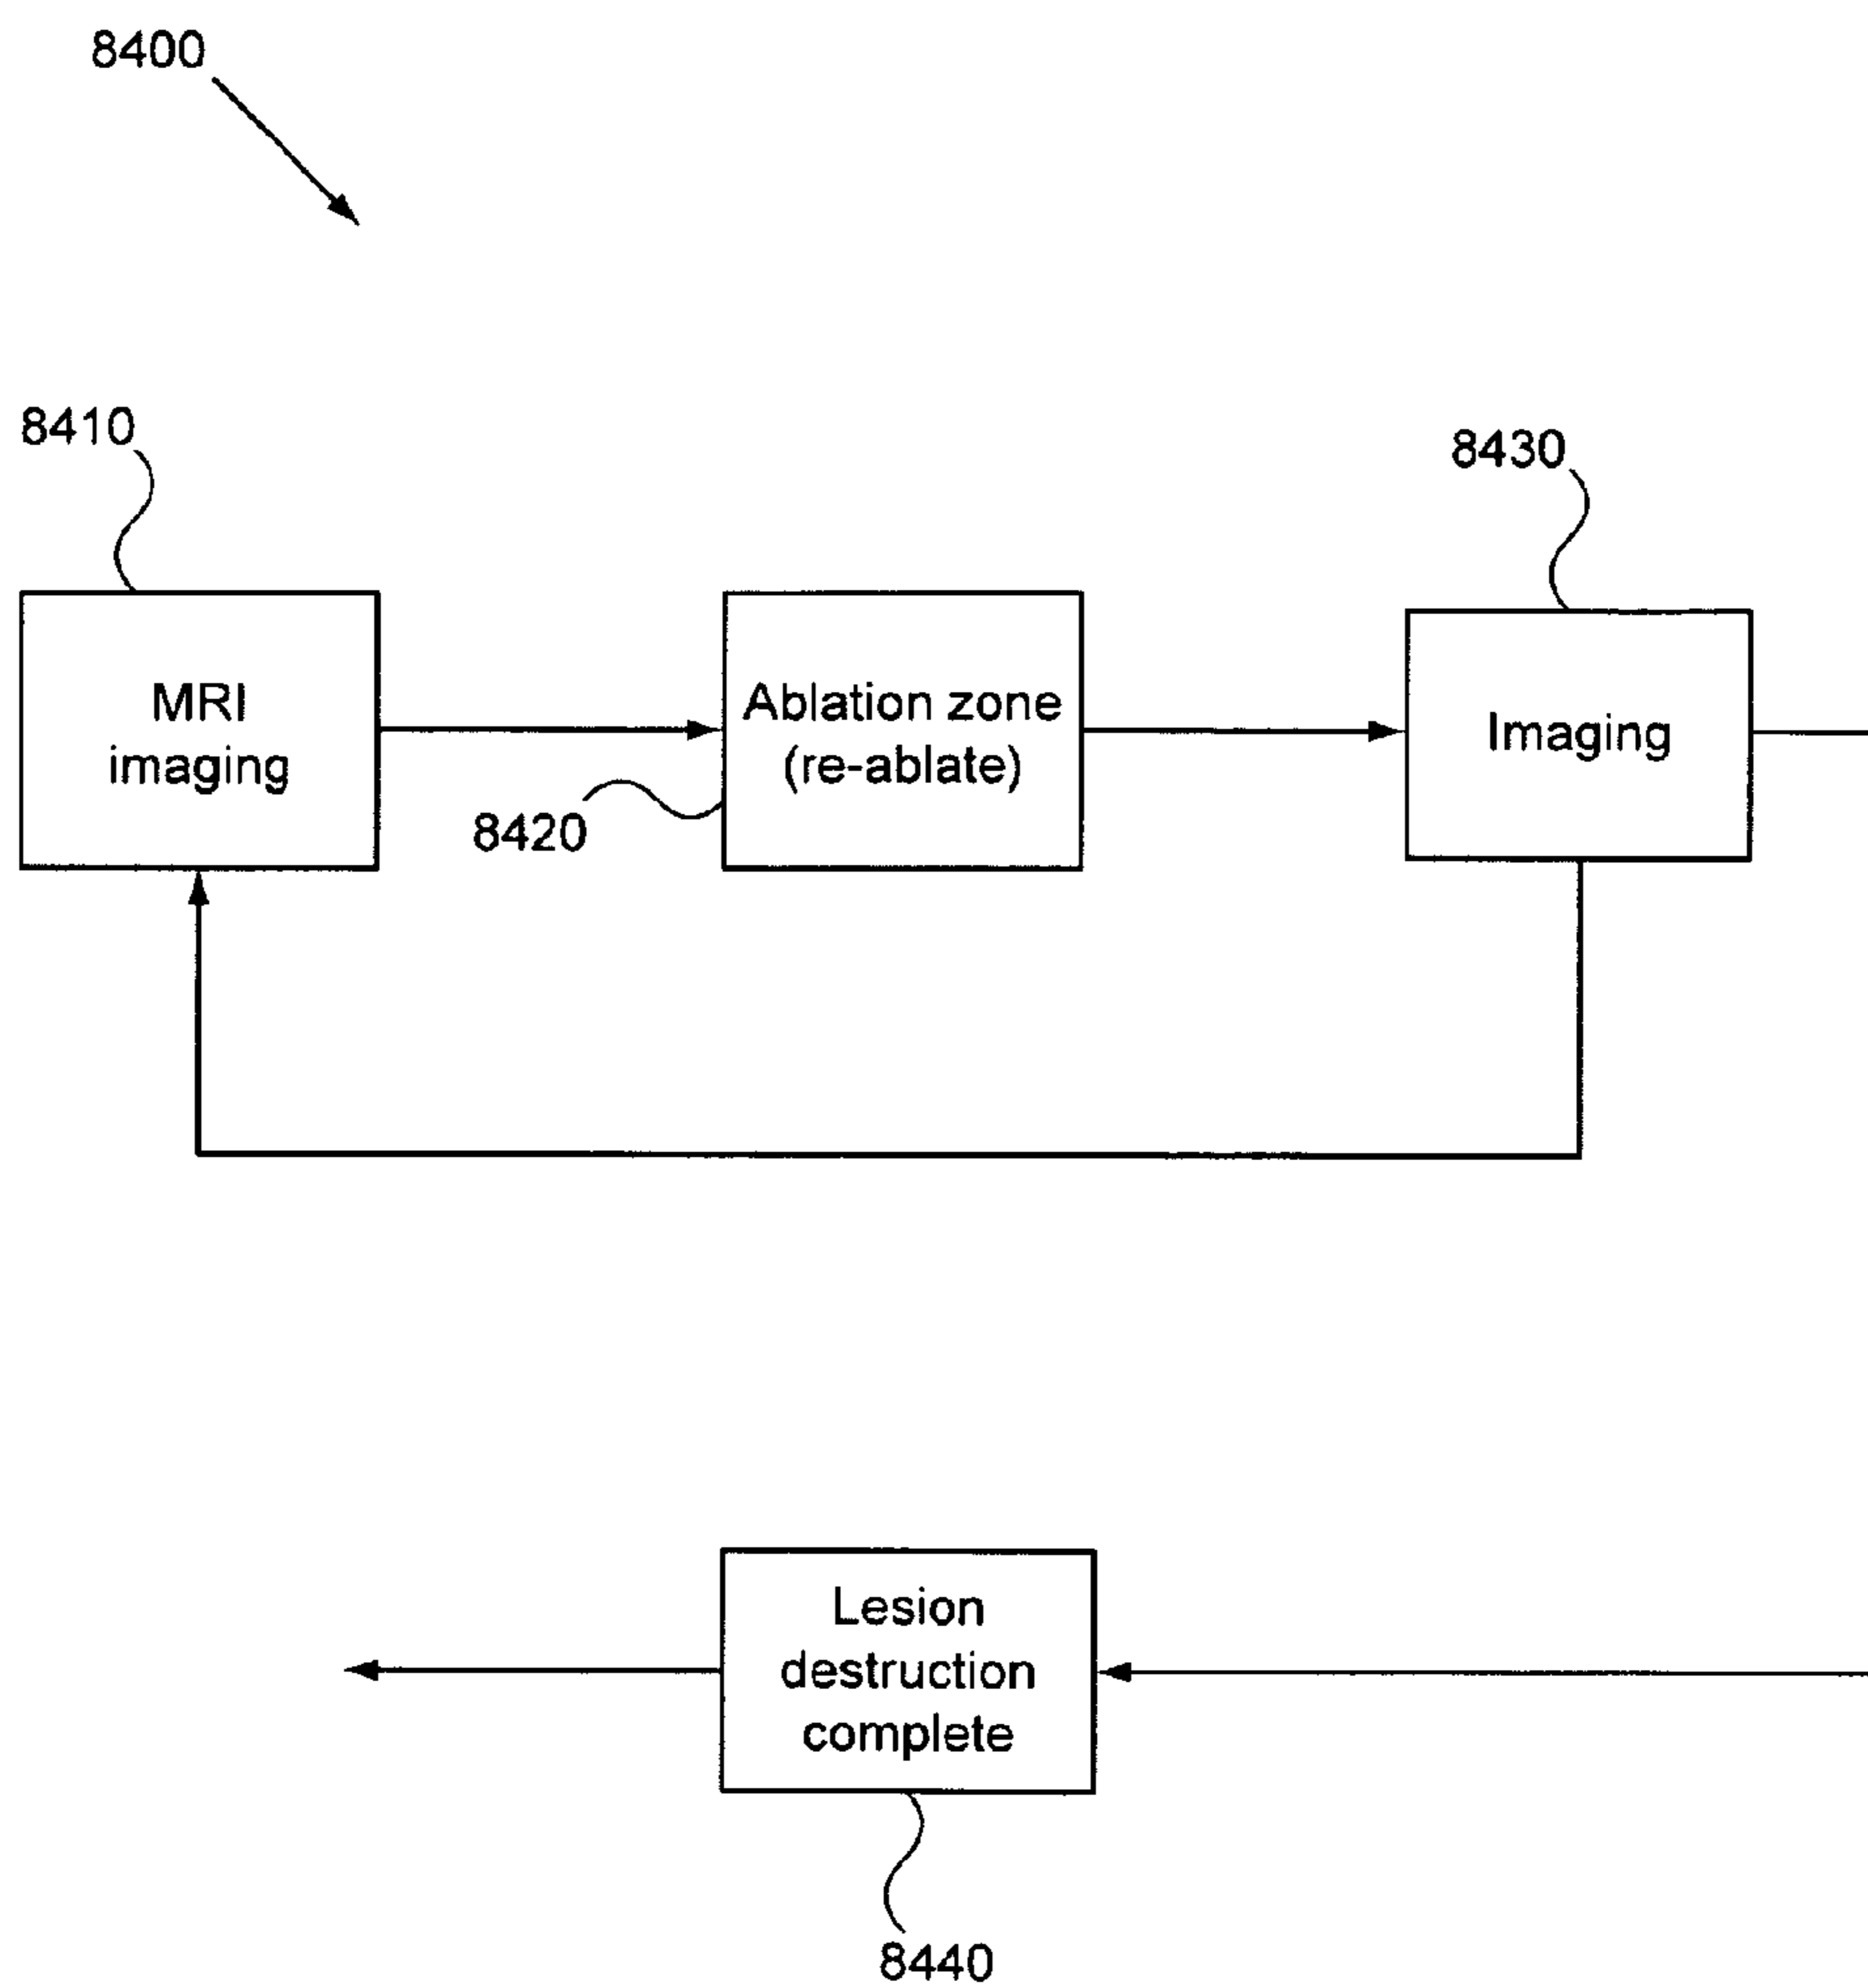 8400
8410
8430
MRI
imaging
Ablation zone
(re-ablate)
Imaging
8420
Lesion
destruction
complete
8440